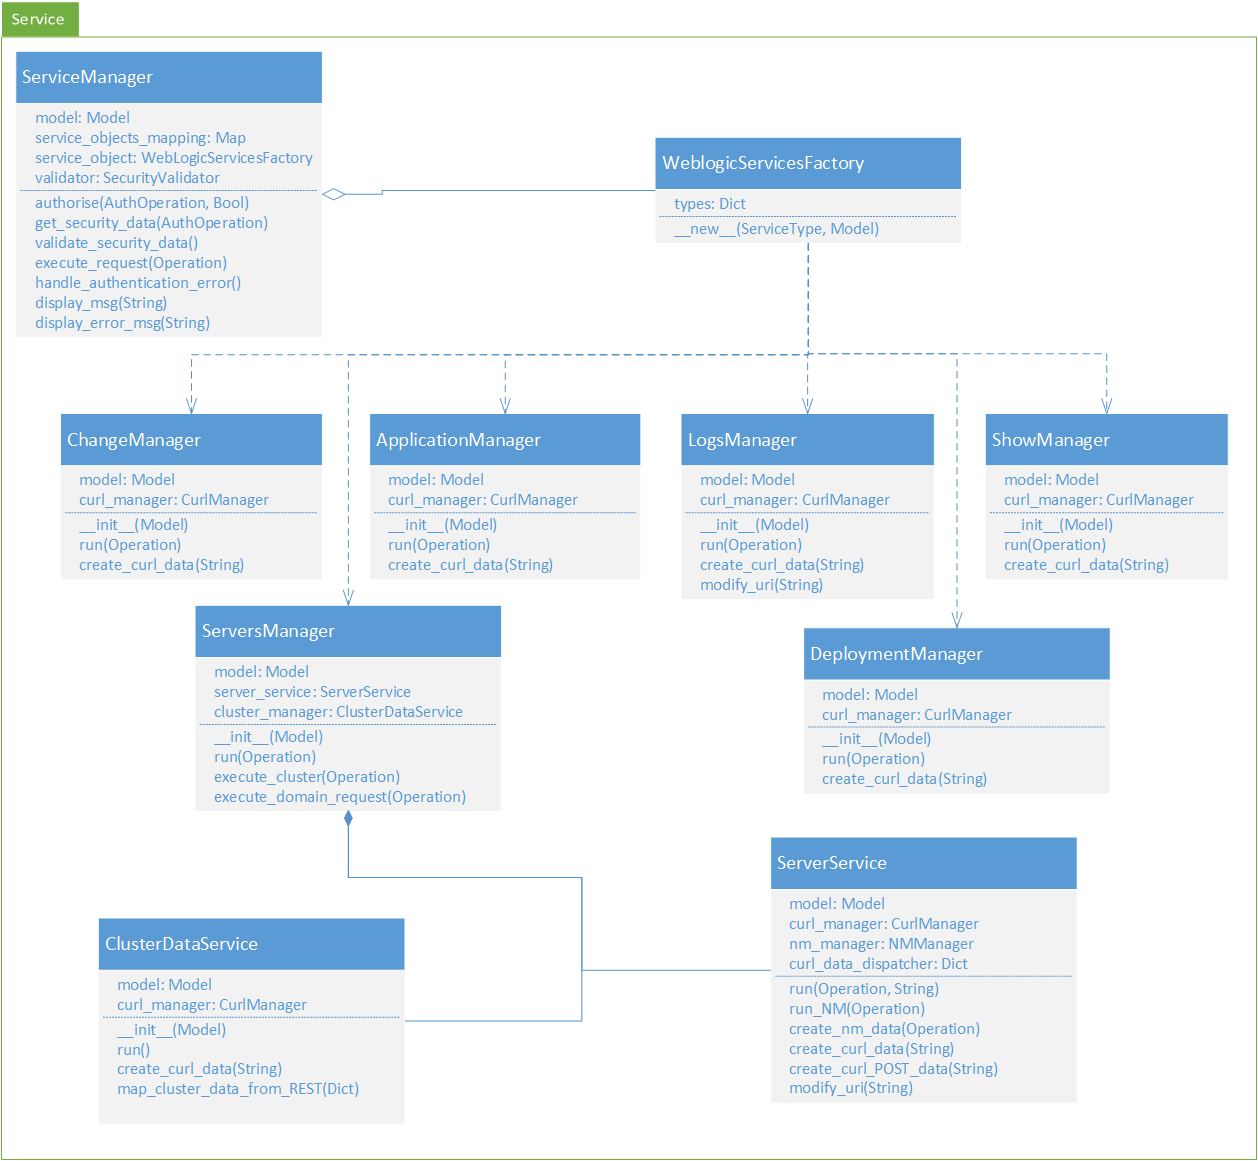 Service
ServiceManager
model: Model
service_objects_mapping: Map
service_object: WebLogicServicesFactory
validator: SecurityValidator
authorise(AuthOperation, Bool)
get_security_data(AuthOperation)
validate_security_data()
execute_request(Operation)
handle_authentication_error()
display_msg(String)
display_error_msg(String)
WeblogicServicesFactory
types: Dict
__new__(ServiceType, Model)
ChangeManager
model: Model
curl_manager: CurlManager
__init__(Model)
run(Operation)
create_curl_data(String)
ApplicationManager
model: Model
curl_manager: CurlManager
__init__(Model)
run(Operation)
create_curl_data(String)
LogsManager
model: Model
curl_manager: CurlManager
__init__(Model)
run(Operation)
create_curl_data(String)
modify_uri(String)
ShowManager
model: Model
curl_manager: CurlManager
__init__(Model)
run(Operation)
create_curl_data(String)
ServersManager
model: Model
server_service: ServerService
cluster_manager: ClusterDataService
__init__(Model)
run(Operation)
execute_cluster(Operation)
execute_domain_request(Operation)
DeploymentManager
model: Model
curl_manager: CurlManager
__init__(Model)
run(Operation)
create_curl_data(String)
ServerService
model: Model
curl_manager: CurlManager
nm_manager: NMManager
curl_data_dispatcher: Dict
run(Operation, String)
run_NM(Operation)
create_nm_data(Operation)
create_curl_data(String)
create_curl_POST_data(String)
modify_uri(String)
ClusterDataService
model: Model
curl_manager: CurlManager
__init__(Model)
run()
create_curl_data(String)
map_cluster_data_from_REST(Dict)